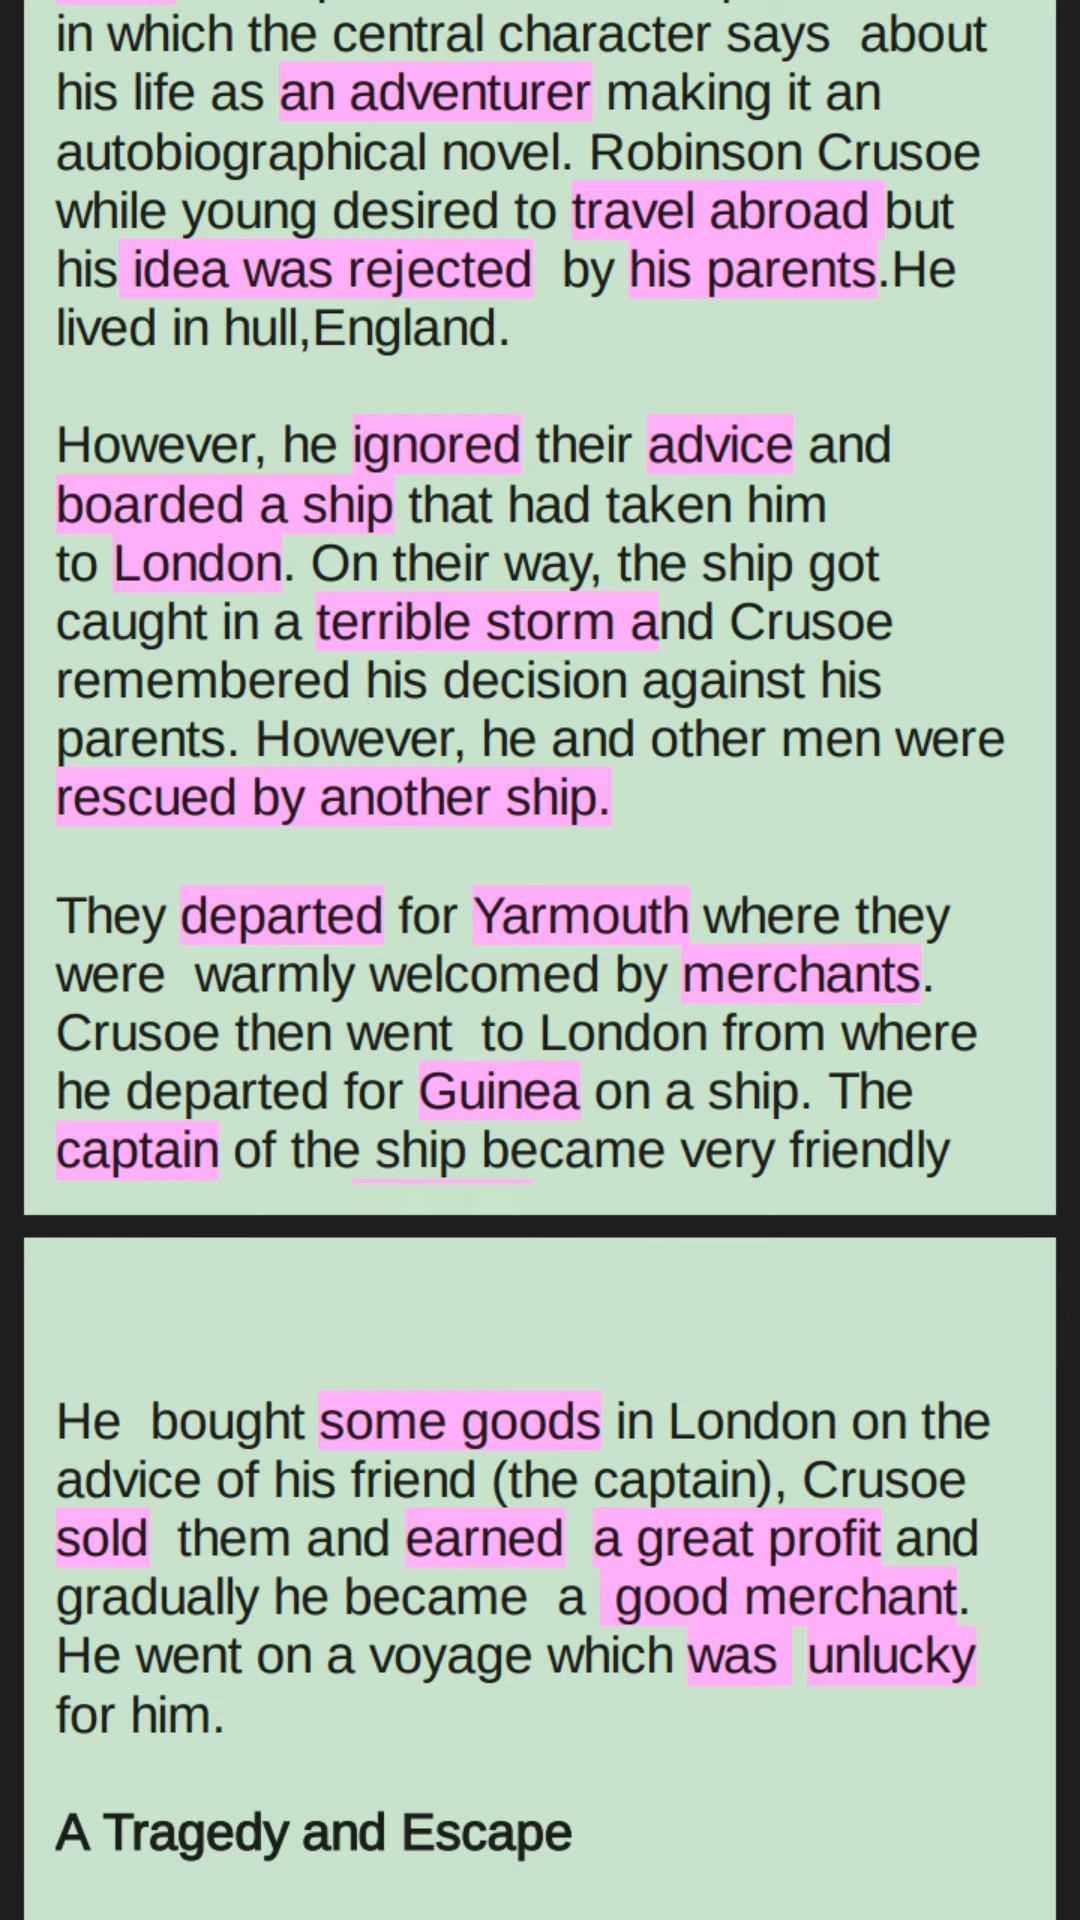 in which the central character says  about
his life as an adventurer making it an
autobiographical novel. Robinson Crusoe
while young desired to travel abroad but
his idea was rejected  by his parents.He
lived in hull,England.
However, he ignored their advice and
boarded a ship that had taken him
to London. On their way, the ship got
caught in a terrible storm and Crusoe
remembered his decision against his
parents. However, he and other men were
rescued by another ship.
They departed for Yarmouth where they
were  warmly welcomed by merchants.
Crusoe then went  to London from where
he departed for Guinea on a ship. The
captain of the ship became very friendly
He  bought some goods in London on the
advice of his friend (the captain), Crusoe
sold  them and earned  a great profit and
gradually he became  a  good merchant.
He went on a voyage which was  unlucky
for him.
A Tragedy and Escape